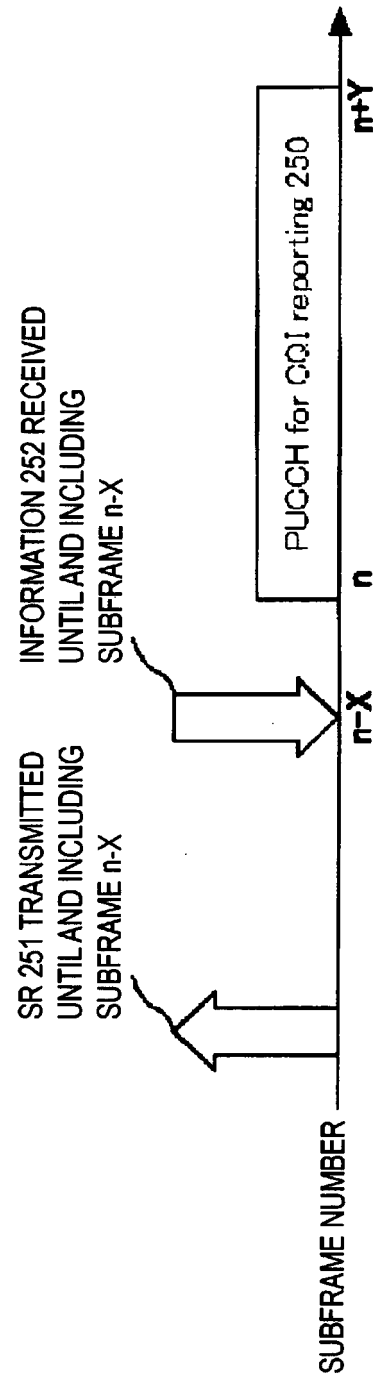 SR 251 TRANSMITTED
UNTIL AND INCLUDING
SUBFRAME n-X
INFORMATION 252 RECEIVED
UNTIL AND INCLUDING
SUBFRAME n-X
PUCCH for CQI reporting 250
SUBFRAME NUMBER
n-X
n
n+Y